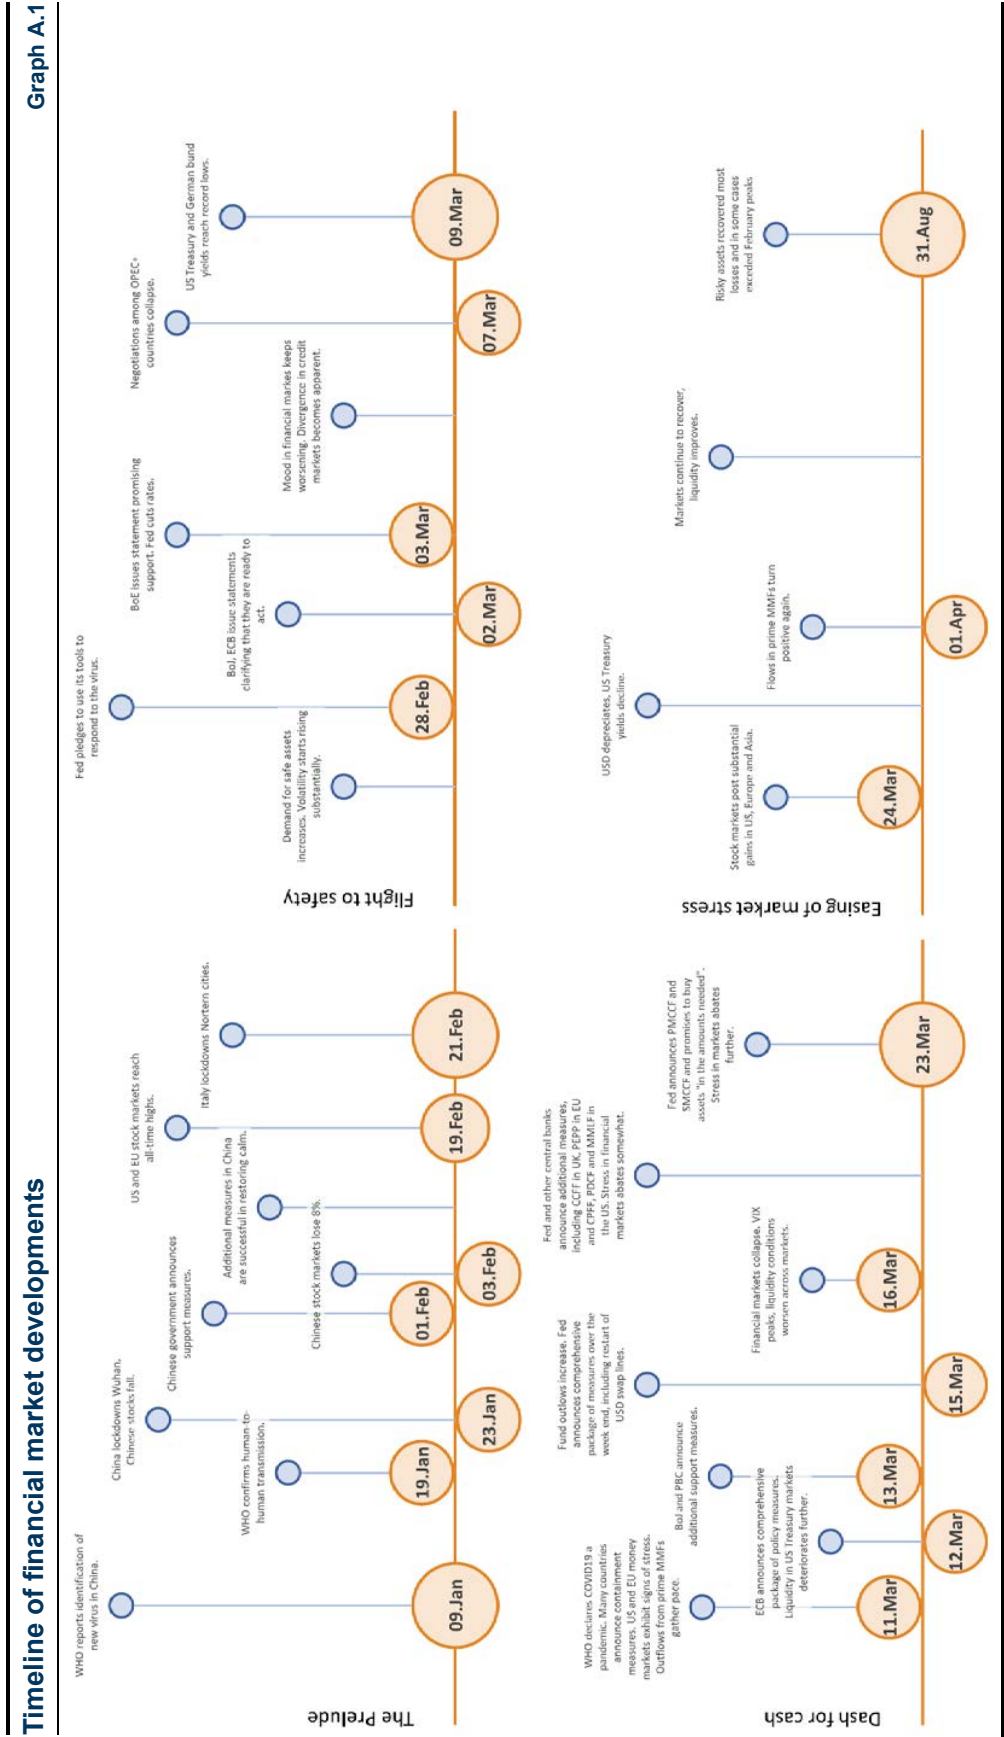 Timeline of financial market developments
Graph A.1
The Prelude
WHO reports identification of
new virus in China.
09.Jan
WHO confirms human-to-
human transmission.
19.Jan
China lockdowns Wuhan.
Chinese stocks fall.
23.Jan
Chinese government announces
support measures.
01.Feb
Chinese stock markets lose 8%.
03.Feb
Additional measures in China
are successful in restoring calm.
US and EU stock markets reach
all-time highs.
19.Feb
Italy lockdowns Nortern cities.
21.Feb
Flight to safety
Demand for safe assets
increases. Volatility starts rising
substantially.
Fed pledges to use its tools to
respond to the virus.
28.Feb
BoJ, ECB issue statements
clarifying that they are ready to
act.
02.Mar
BoE issues statement promising
support. Fed cuts rates.
03.Mar
Mood in financial markes keeps
worsening. Divergence in credit
markets becomes apparent.
Negotiations among OPEC+
countries collapse.
07.Mar
US Treasury and German bund
yields reach record lows.
09.Mar
Dash for cash
WHO declares COVID19 a
pandemic. Many countries
announce containment
measures. US and EU money
markets exhibit signs of stress.
Outflows from prime MMFs
gather pace.
11.Mar
ECB announces comprehensive
package of policy measures.
Liquidity in US Treasury markets
deteriorates further.
12.Mar
BoJ and PBC announce
additional support measures.
13.Mar
Fund outlows increase. Fed
announces comprehensive
package of measures over the
week end, including restart of
USD swap lines.
15.Mar
Financial markets collapse. VIX
peaks, liquidity conditions
worsen across markets.
16.Mar
Fed and other central banks
announce additional measures,
including CCFF in UK, PEPP in EU
and CPFF, PDCF and MMLF in
the US. Stress in financial
markets abates somewhat.
Fed announces PMCCF and
SMCCF and promises to buy
assets "in the amounts needed".
Stress in markets abates
further.
23.Mar
Easing of market stress
Stock markets post substantial
gains in US, Europe and Asia.
24.Mar
USD depreciates, US Treasury
yields decline.
Flows in prime MMFs turn
positive again.
01.Apr
Markets continue to recover,
liquidity improves.
Risky assets recovered most
losses and in some cases
exceded February peaks
31.Aug